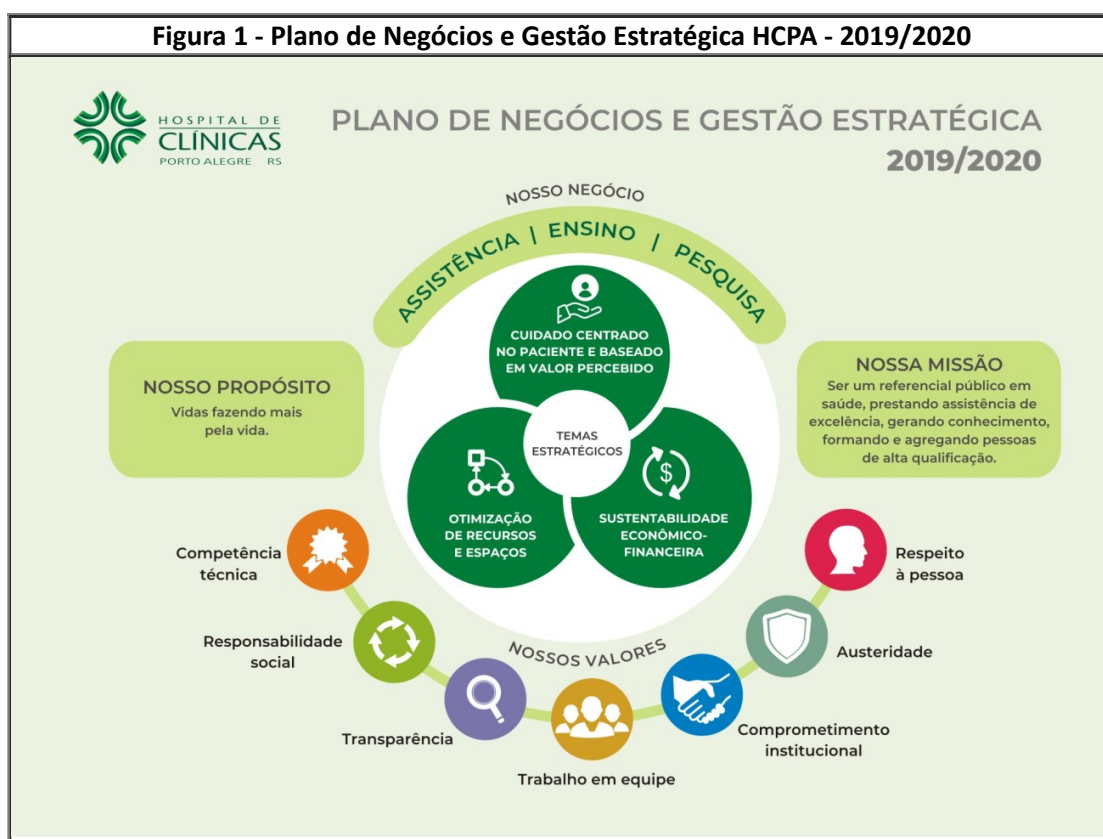 Figura 1 - Plano de Negócios e Gestão Estratégica HCPA - 2019/2020
HOSPITAL DE
CLÍNICAS
PORTO ALEGRE RS
PLANO DE NEGÓCIOS E GESTÃO ESTRATÉGICA
2019/2020
NOSSO NEGÓCIO
ASSISTÊNCIA | ENSINO | PESQUISA
CUIDADO CENTRADO
NO PACIENTE E BASEADO
EM VALOR PERCEBIDO
NOSSO PROPÓSITO
Vidas fazendo mais
pela vida.
NOSSA MISSÃO
Ser um referencial público em
saúde, prestando assistência de
excelência, gerando conhecimento,
formando e agregando pessoas
de alta qualificação.
TEMAS
ESTRATÉGICOS
OTIMIZAÇÃO
DE RECURSOS
E ESPAÇOS
$
SUSTENTABILIDADE
ECONÔMICO-
FINANCEIRA
NOSSOS VALORES
Competência
técnica
Responsabilidade
social
Transparência
Trabalho em equipe
Comprometimento
institucional
Austeridade
Respeito
à pessoa